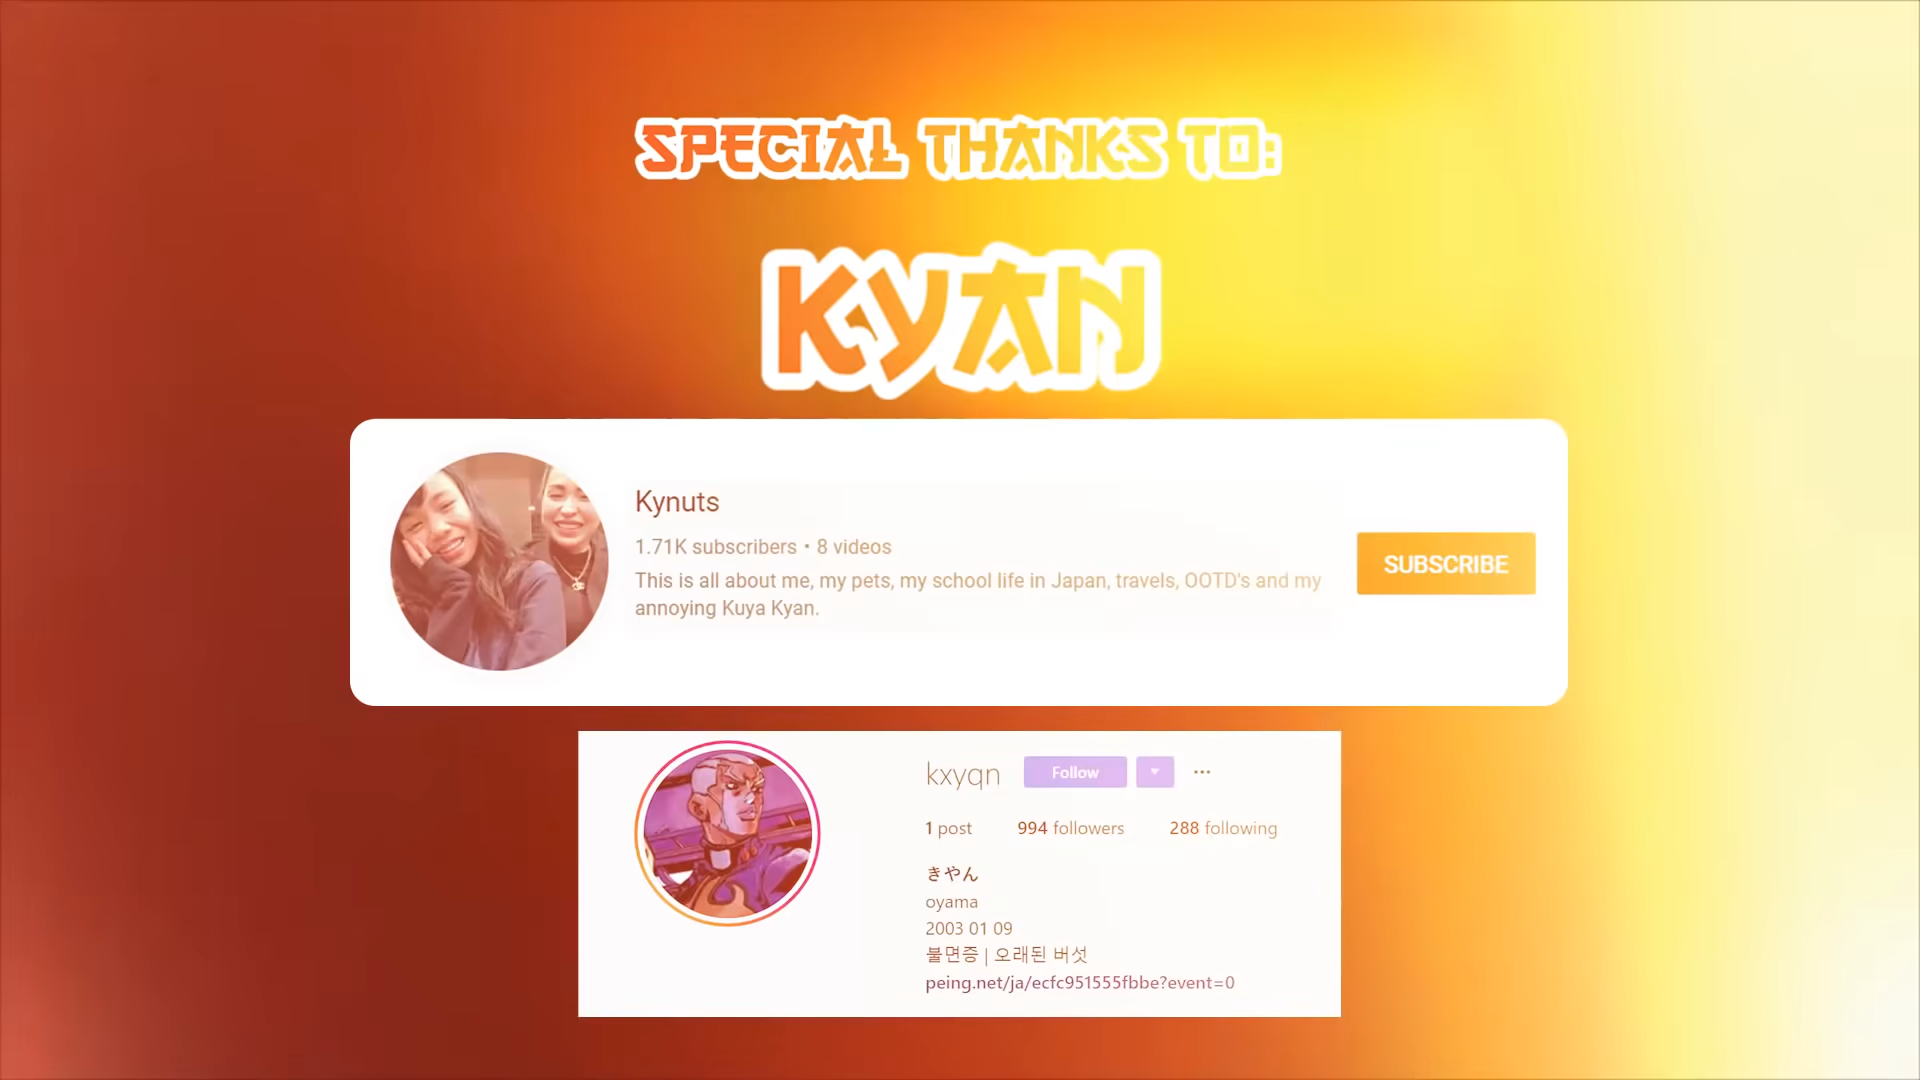 SPECIAL THANKS TO:
KYAN
Kynuts
1.71K subscribers • 8 videos
This is all about me, my pets, my school life in Japan, travels, OOTD's and my
annoying Kuya Kyan.
SUBSCRIBE
kxyqn Follow ...
1 post 994 followers 288 following
きやん
oyama
2003 01 09
불면증 | 오래된 버섯
peing.net/ja/ecfc951555fbbe?event=0